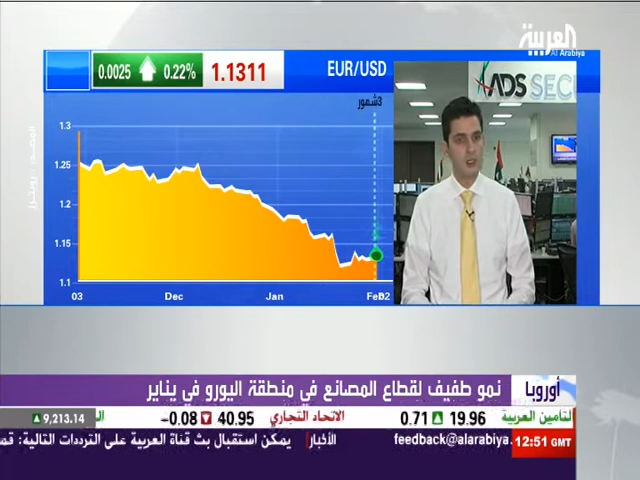 العربية
Al Arabiya
0.0025 0.22% 1.1311 EUR/USD
ADS SEC
3شهور
1.3
1.25
1.2
1.15
1.1
03 Dec Jan Feb 02
المصدر: رويترز
أوروبا نمو طفيف لقطاع المصانع في منطقة اليورو في يناير
التأمين العربية 19.96 0.71 الاتحاد التجاري 40.95 -0.08 9,213.14
12:51 GMT feedback@alarabiya. الأخبار يمكن استقبال بث قناة العربية على الترددات التالية: